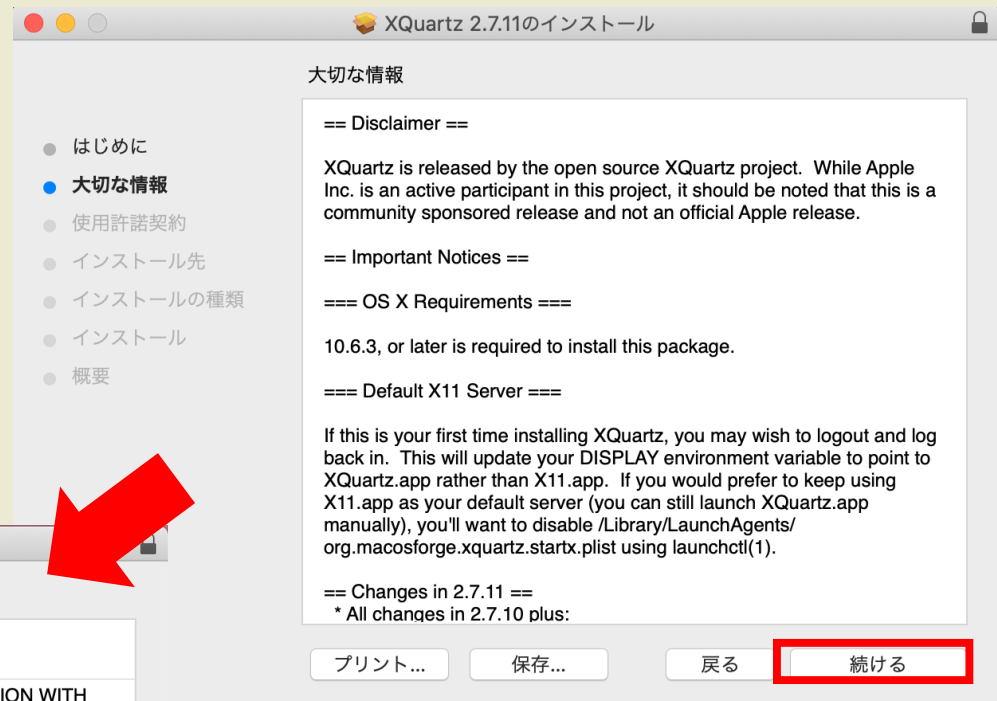 XQuartz 2.7.11のインストール
大切な情報
はじめに
大切な情報
使用許諾契約
インストール先
インストールの種類
インストール
概要
== Disclaimer ==
XQuartz is released by the open source XQuartz project.  While Apple
Inc. is an active participant in this project, it should be noted that this is a
community sponsored release and not an official Apple release.
== Important Notices ==
=== OS X Requirements ===
10.6.3, or later is required to install this package.
=== Default X11 Server ===
If this is your first time installing XQuartz, you may wish to logout and log
back in.  This will update your DISPLAY environment variable to point to
XQuartz.app rather than X11.app.  If you would prefer to keep using
X11.app as your default server (you can still launch XQuartz.app
manually), you'll want to disable /Library/LaunchAgents/
org.macosforge.xquartz.startx.plist using launchctl(1).
== Changes in 2.7.11 ==
* All changes in 2.7.10 plus:
プリント...
保存...
戻る
続ける
ION WITH